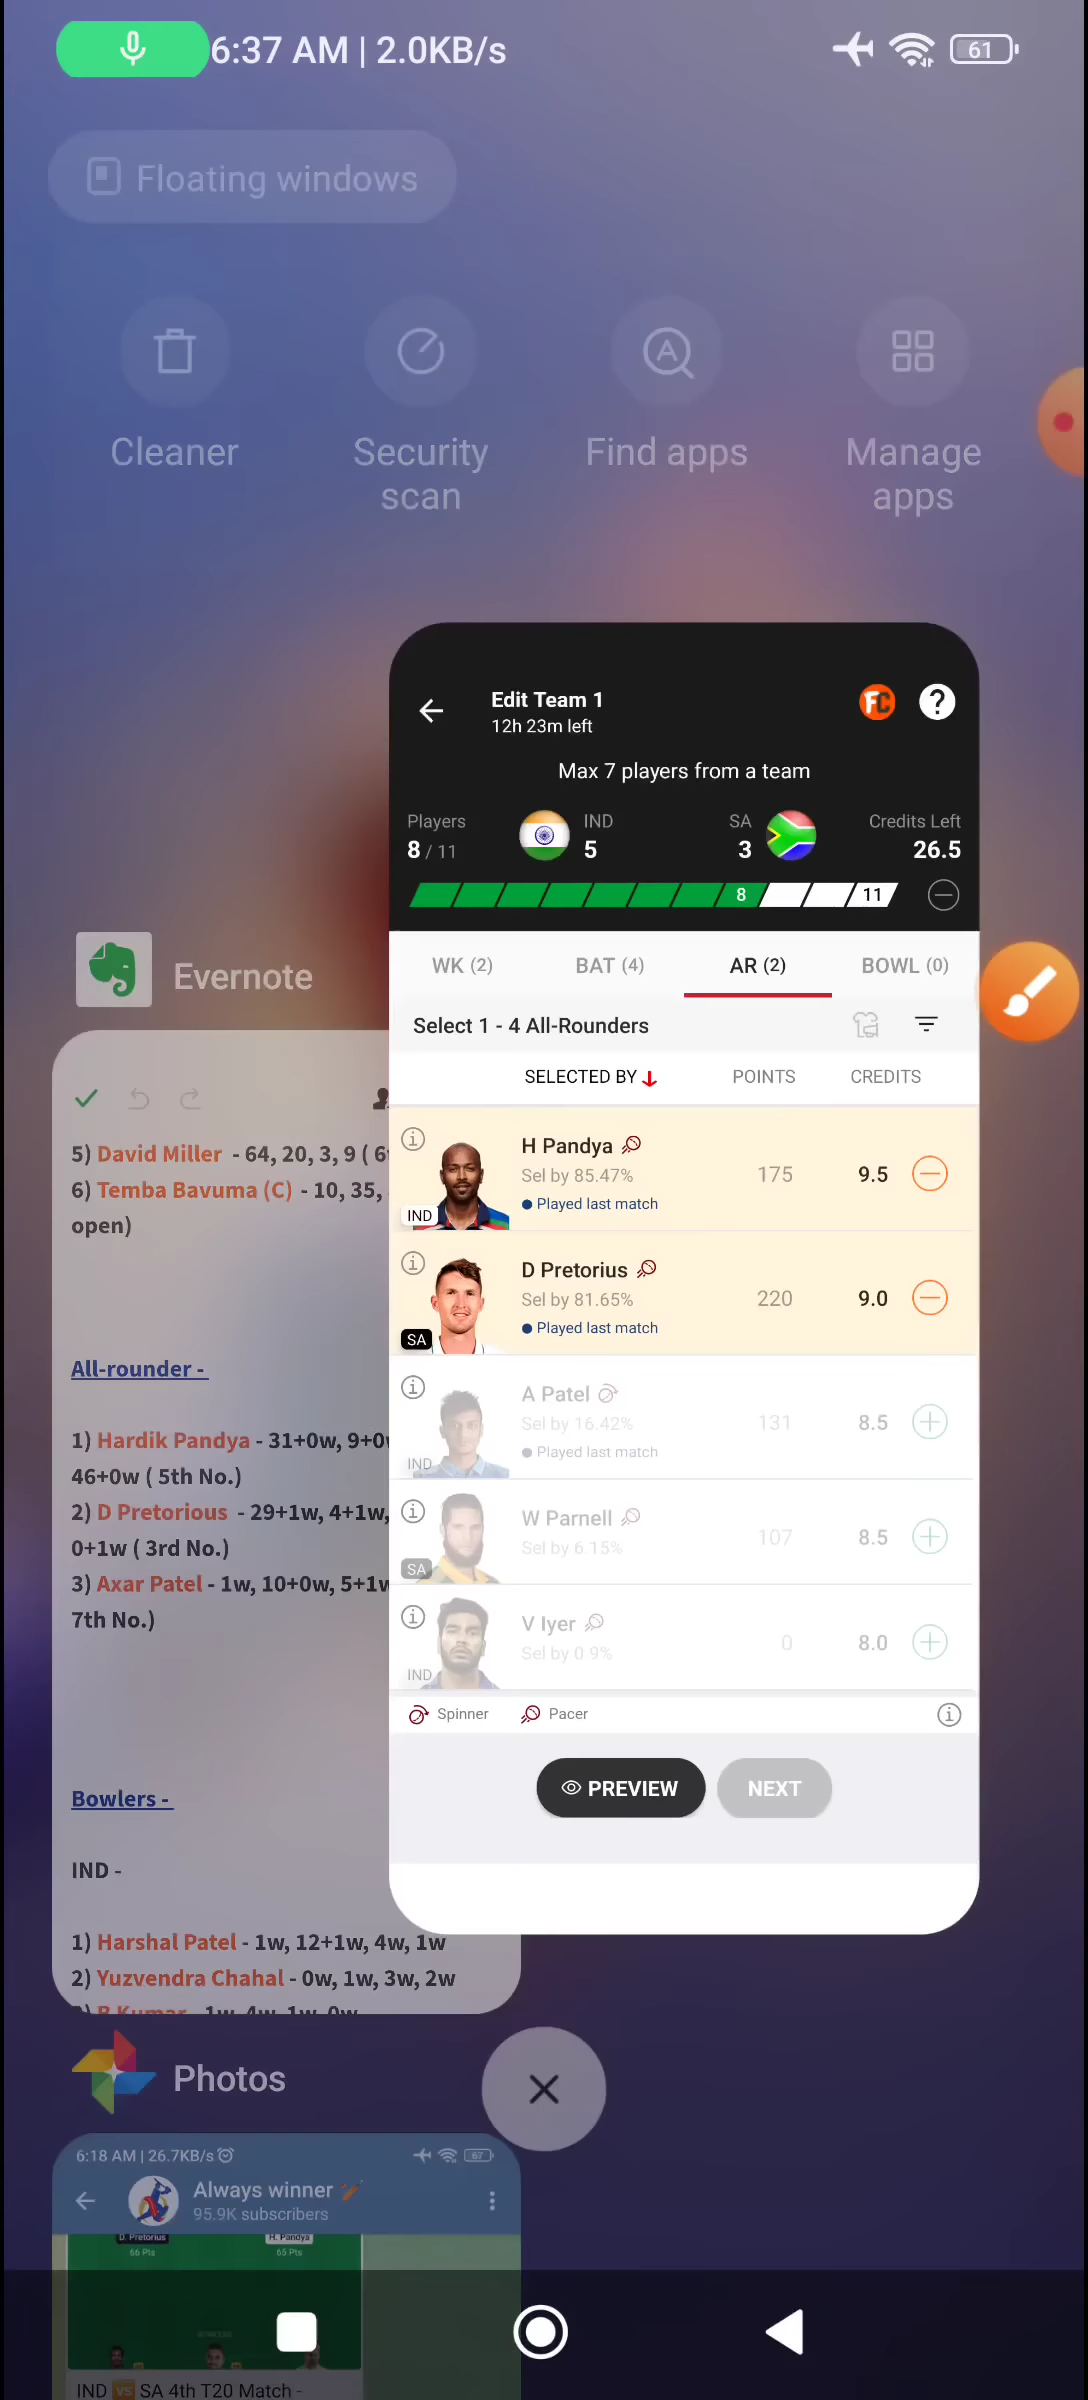 6:37 AM | 2.0KB/s
61
Floating windows
Cleaner
Security scan
Find apps
Manage apps
Edit Team 1
12h 23m left
FC
?
Max 7 players from a team
Players
8 / 11
IND
5
SA
3
Credits Left
26.5
8
11
WK (2)
BAT (4)
AR (2)
BOWL (0)
Select 1 - 4 All-Rounders
SELECTED BY
POINTS
CREDITS
H Pandya
Sel by 85.47%
Played last match
IND
175
9.5
D Pretorius
Sel by 81.65%
Played last match
SA
220
9.0
A Patel
Sel by 16.42%
Played last match
IND
131
8.5
W Parnell
Sel by 6.15%
SA
107
8.5
V Iyer
Sel by 0.9%
IND
0
8.0
Spinner
Pacer
PREVIEW
NEXT
Evernote
5) David Miller - 64, 20, 3, 9 ( 6
6) Temba Bavuma (C) - 10, 35,
open)
All-rounder -
1) Hardik Pandya - 31+0w, 9+0
46+0w ( 5th No.)
2) D Pretorious - 29+1w, 4+1w,
0+1w ( 3rd No.)
3) Axar Patel - 1w, 10+0w, 5+1w
7th No.)
Bowlers -
IND -
1) Harshal Patel - 1w, 12+1w, 4w, 1w
2) Yuzvendra Chahal - 0w, 1w, 3w, 2w
B Kumar - 1w, 4w, 1w, 0w
Photos
6:18 AM | 26.7KB/s
67
Always winner
95.9K subscribers
D. Pretorius
66 Pts
H. Pandya
65 Pts
IND VS SA 4th T20 Match -